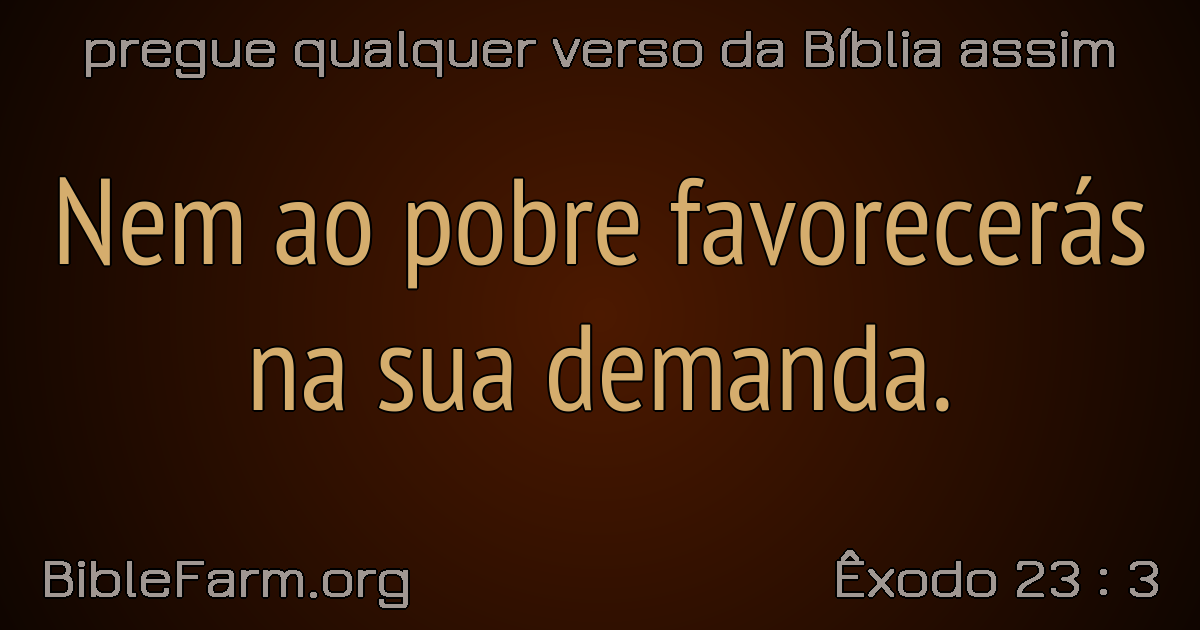 pregue qualquer verso da Bíblia assim
Nem ao pobre favorecerás
na sua demanda.
BibleFarm.org
Êxodo 23 : 3